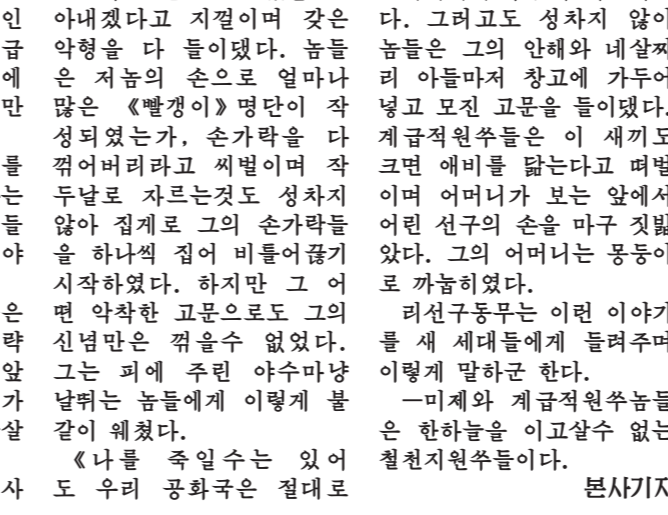 인
급
에
만
를
는
들
야
은
략
앞
가
살
사
아내겠다고 지껄이며 갖은
악형을 다 들이댔다. 놈들
은 저놈의 손으로 얼마나
많은 《빨갱이》명단이 작
성되였는가, 손가락을 다
꺾어버리라고 씨벌이며 작
두날로 자르는것도 성차지
않아 집게로 그의 손가락들
을 하나씩 집어 비틀어끊기
시작하였다. 하지만 그 어
떤 악착한 고문으로도 그의
신념만은 꺾을수 없었다.
그는 피에 주린 야수마냥
날뛰는 놈들에게 이렇게 불
같이 웨쳤다.
《나를 죽일수는 있어
도 우리 공화국은 절대로
다. 그러고도 성차지 않아
놈들은 그의 안해와 네살짜
리 아들마저 창고에 가두어
넣고 모진 고문을 들이댔다.
계급적원쑤들은 이 새끼도
크면 애비를 닮는다고 떠벌
이며 어머니가 보는 앞에서
어린 선구의 손을 마구 짓밟
았다. 그의 어머니는 몽둥이
로 까눕히였다.
리선구동무는 이런 이야기
를 새 세대들에게 들려주며
이렇게 말하군 한다.
—미제와 계급적원쑤놈들
은 한하늘을 이고살수 없는
철천지원쑤들이다.
본사기자